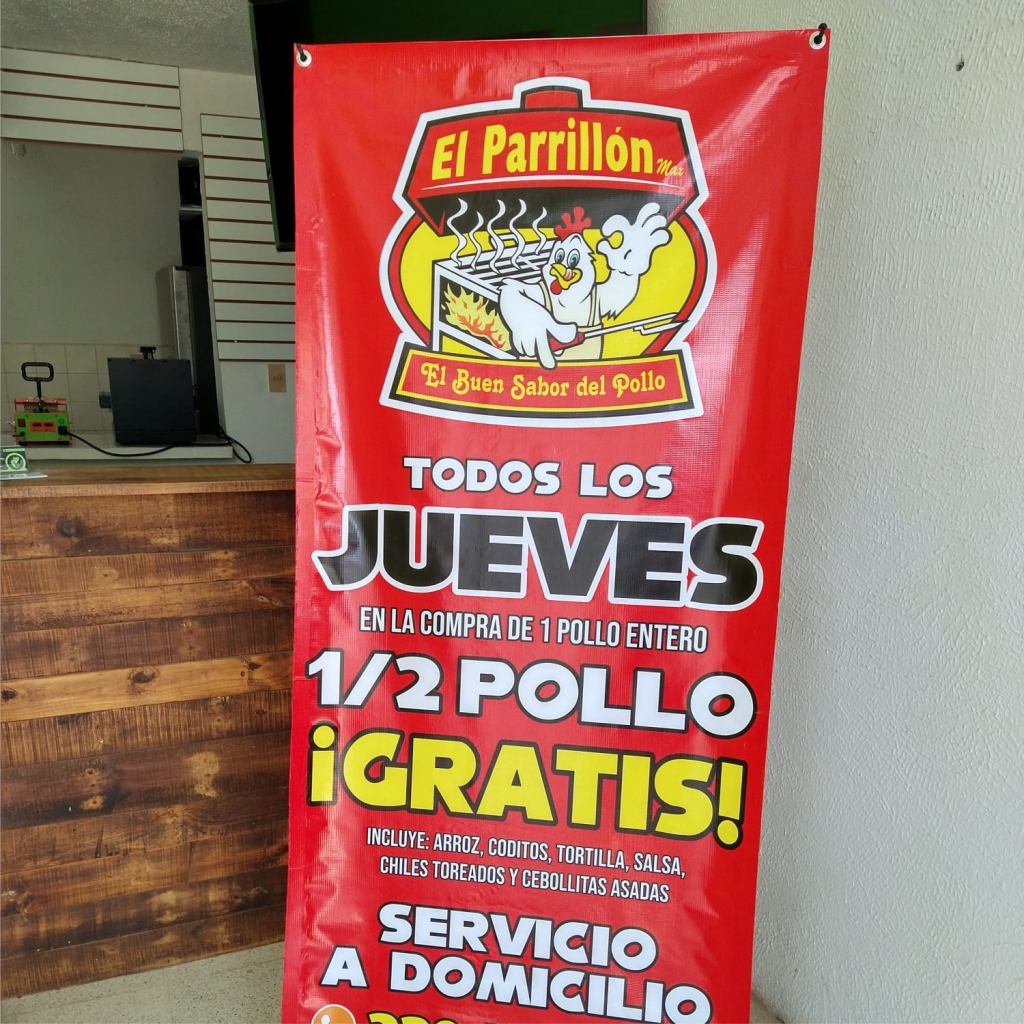 El Parrillón Max
El Buen Sabor del Pollo
TODOS LOS
JUEVES
EN LA COMPRA DE 1 POLLO ENTERO
1/2 POLLO
¡GRATIS!
INCLUYE: ARROZ, CODITOS, TORTILLA, SALSA,
CHILES TOREADOS Y CEBOLLITAS ASADAS
SERVICIO
A DOMICILIO